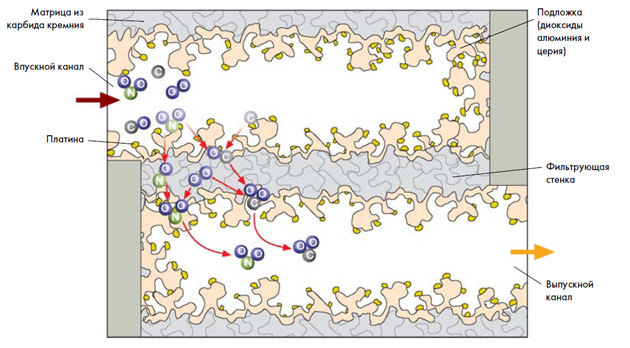 Матрица из
карбида кремния
Впускной канал
Платина
Подложка
(диоксиды
алюминия и
церия)
Фильтрующая
стенка
Выпускной
канал
O
O
N
C
O
O
C
O
O
O
N
C
O
C
O
N
O
O
O
O
C
O
O
N
O
O
N
O
O
C